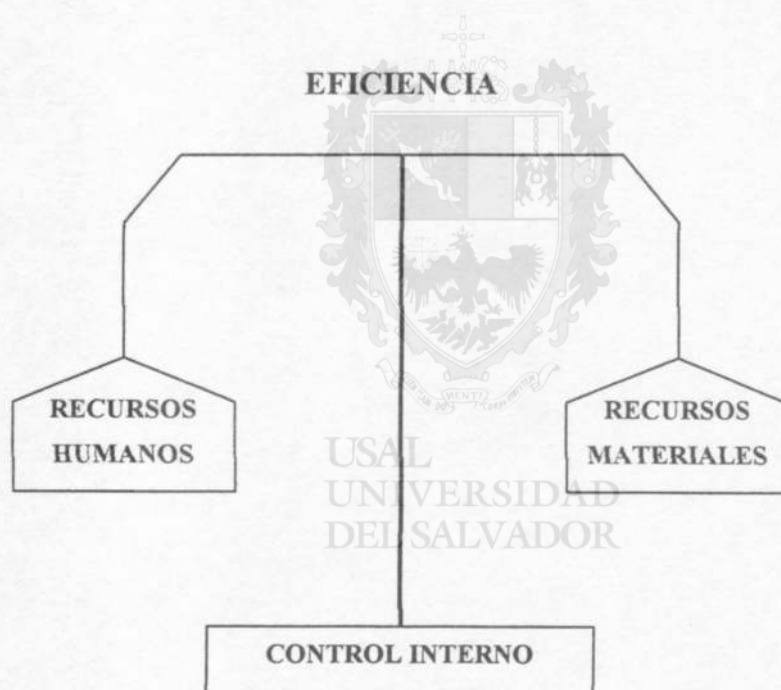 EFICIENCIA
RECURSOS
HUMANOS
RECURSOS
MATERIALES
USAL
UNIVERSIDAD
DEL SALVADOR
CONTROL INTERNO